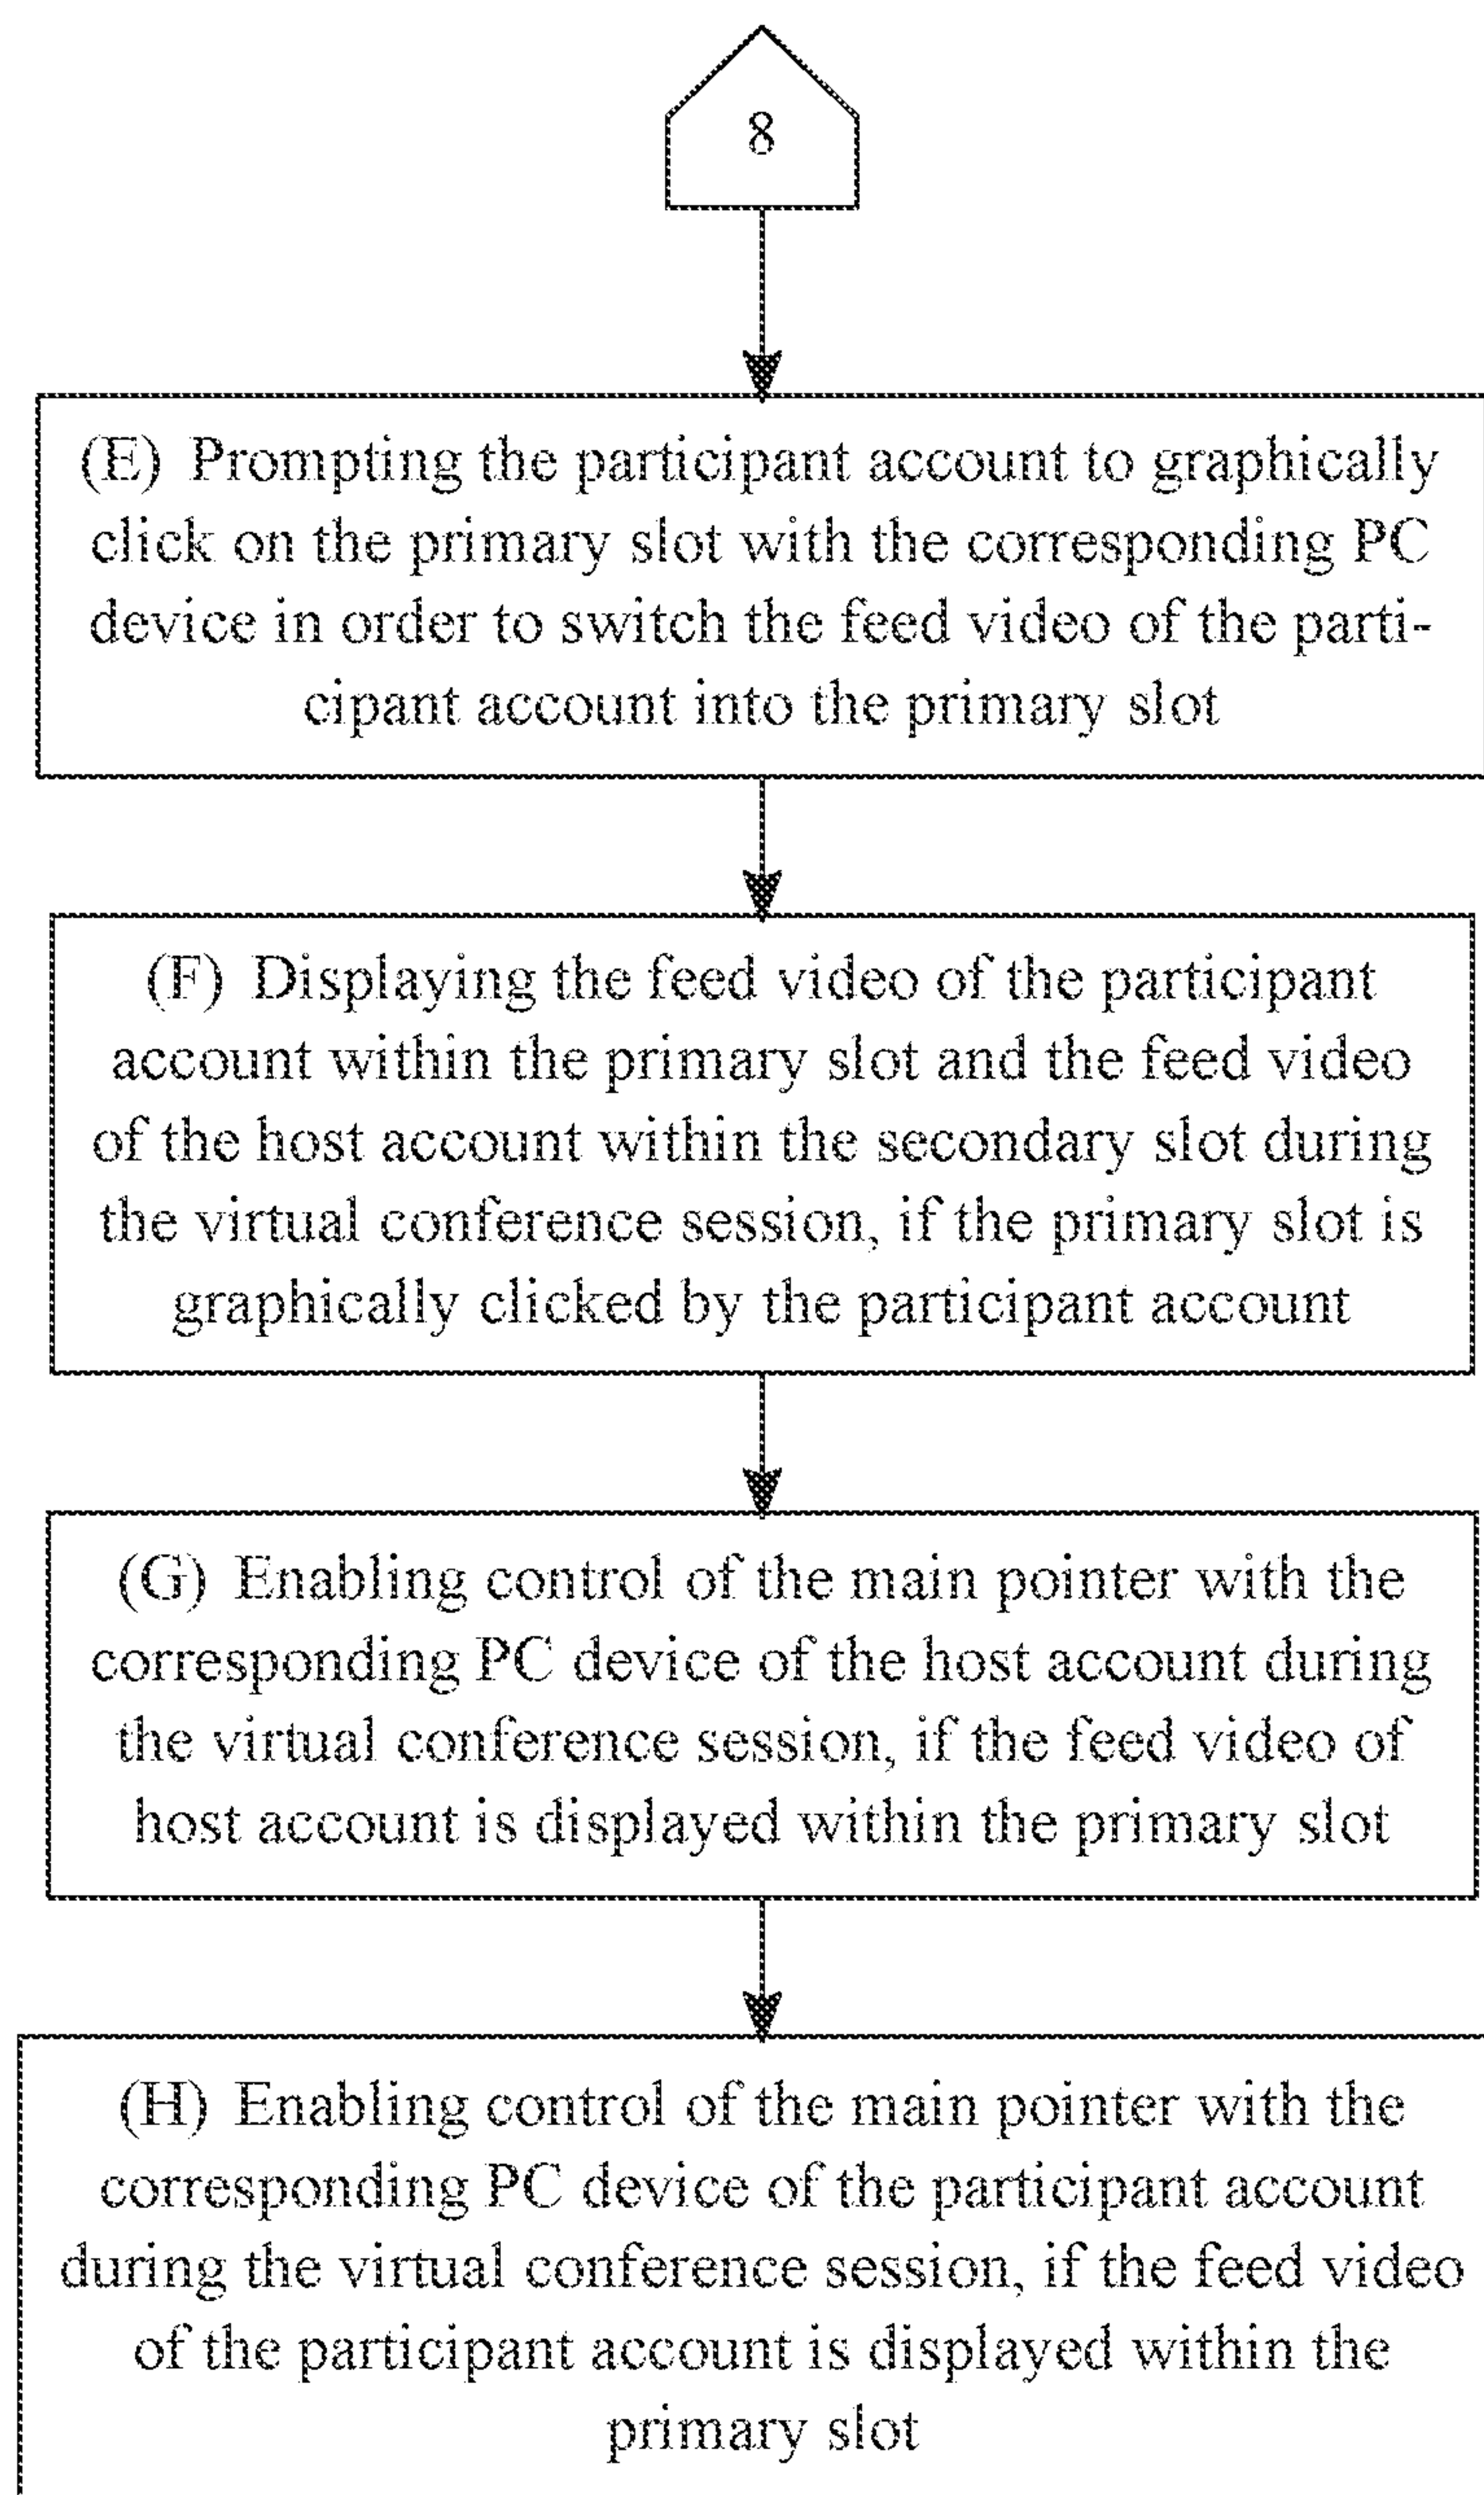 8
(E) Prompting the participant account to graphically
click on the primary slot with the corresponding PC
device in order to switch the feed video of the parti-
cipant account into the primary slot
(F) Displaying the feed video of the participant
account within the primary slot and the feed video
of the host account within the secondary slot during
the virtual conference session, if the primary slot is
graphically clicked by the participant account
(G) Enabling control of the main pointer with the
corresponding PC device of the host account during
the virtual conference session, if the feed video of
host account is displayed within the primary slot
(H) Enabling control of the main pointer with the
corresponding PC device of the participant account
during the virtual conference session, if the feed video
of the participant account is displayed within the
primary slot